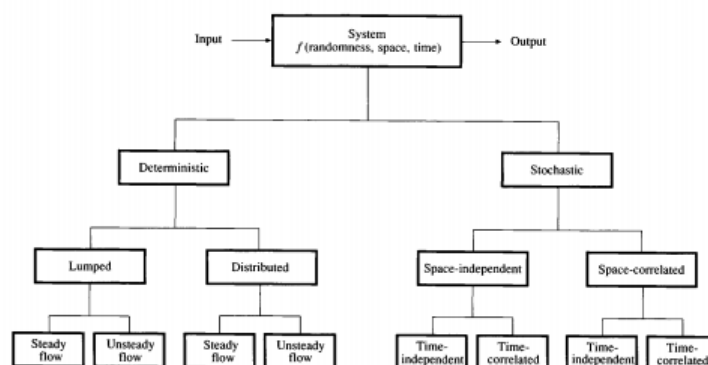 System
Input
f (randomness, space, time)
Output
Deterministic
Stochastic
Lumped
Distributed
Space-independent
Space-correlated
Steady
flow
Unsteady
flow
Steady
flow
Unsteady
flow
Time-
independent
Time-
correlated
Time-
independent
Time-
correlated